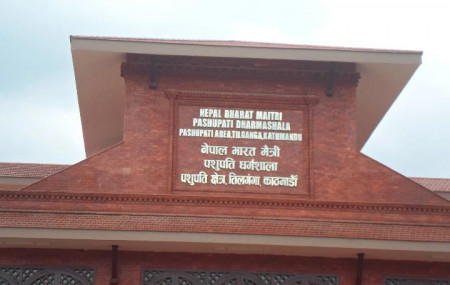 NEPAL BHARAT MAITRI
PASHUPATI DHARMASHALA
PASHUPATI AREA, TILGANGA, KATHMANDU
नेपाल भारत मैत्री
पशुपति धर्मशाला
पशुपति क्षेत्र, तिलगंगा, काठमाडौँ